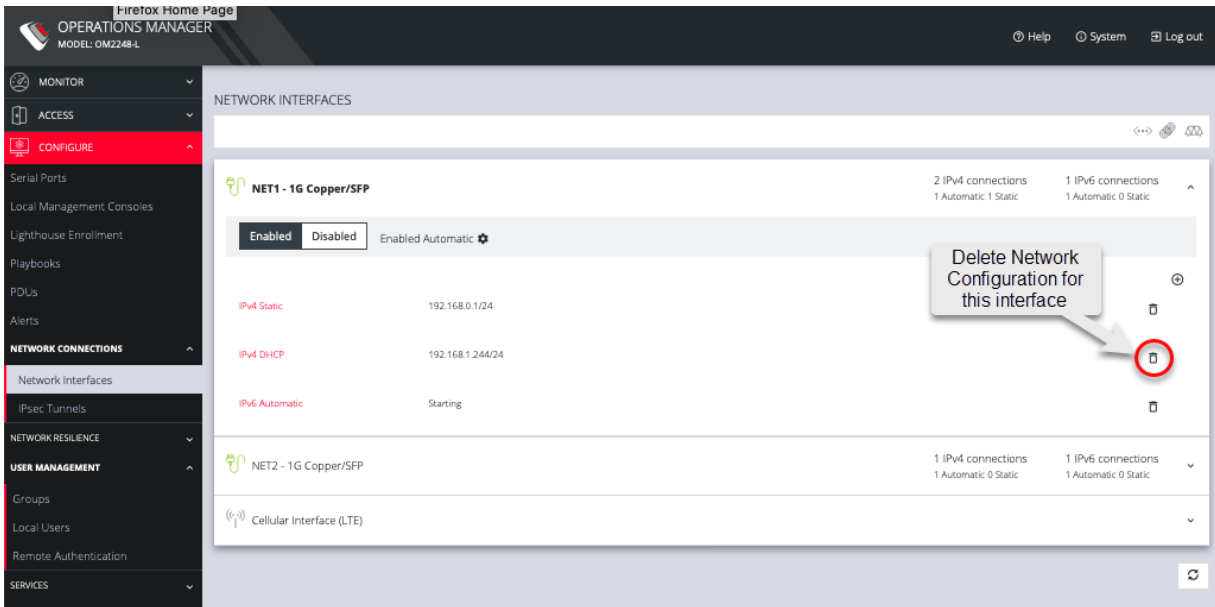 Firefox Home Page
OPERATIONS MANAGER
MODEL: OM2248-L
Help
System
Log out
MONITOR
ACCESS
CONFIGURE
Serial Ports
Local Management Consoles
Lighthouse Enrollment
Playbooks
PDUs
Alerts
NETWORK CONNECTIONS
Network Interfaces
IPsec Tunnels
NETWORK RESILIENCE
USER MANAGEMENT
Groups
Local Users
Remote Authentication
SERVICES
NETWORK INTERFACES
NET1 - 1G Copper/SFP
2 IPv4 connections
1 Automatic 1 Static
1 IPv6 connections
1 Automatic 0 Static
Enabled Disabled Enabled Automatic
Delete Network
Configuration for
this interface
IPv4 Static 192.168.0.1/24
IPv4 DHCP 192.168.1.244/24
IPv6 Automatic Starting
NET2 - 1G Copper/SFP
1 IPv4 connections
1 Automatic 0 Static
1 IPv6 connections
1 Automatic 0 Static
Cellular Interface (LTE)